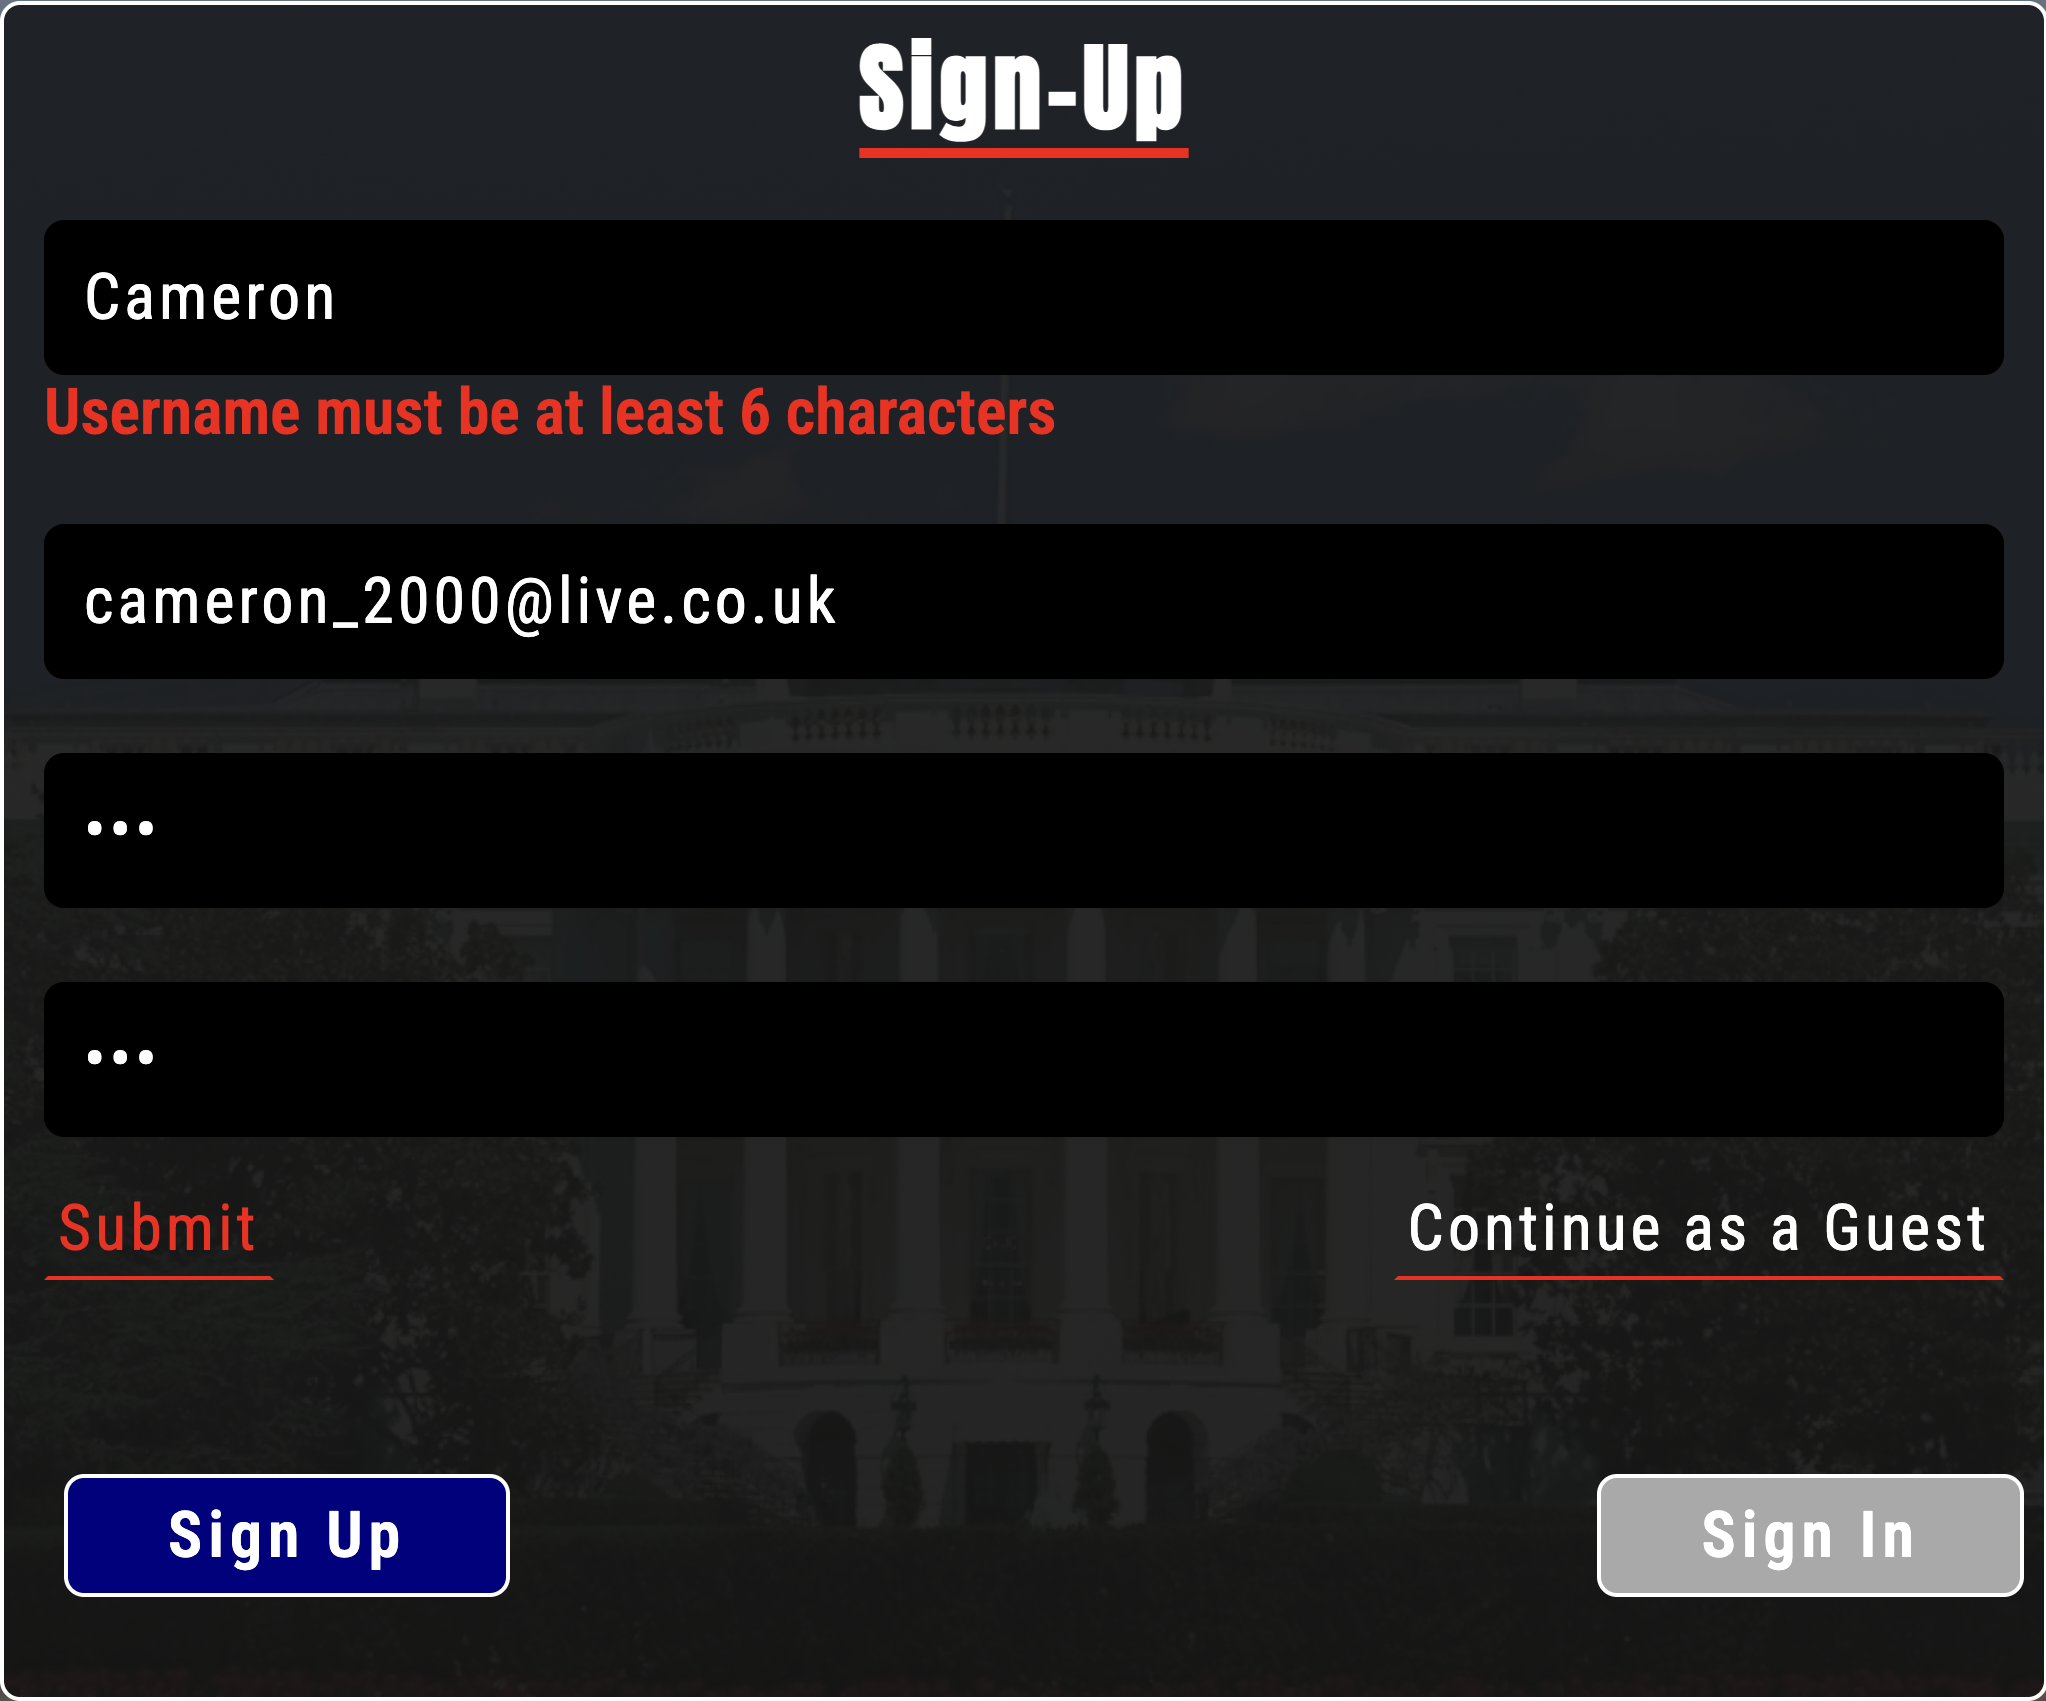 Sign-Up
Cameron
Username must be at least 6 characters
cameron_2000@live.co.uk
•••
•••
Submit
Continue as a Guest
Sign Up
Sign In